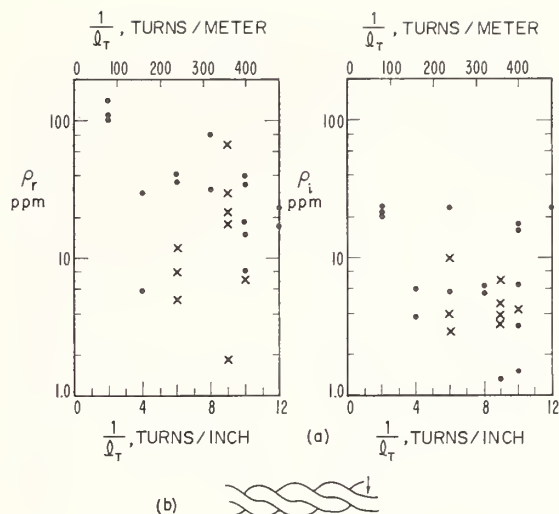 1/ℓT, TURNS/METER
1/ℓT, TURNS/METER
0 100 200 300 400
0 100 200 300 400
100
100
ρr
ppm
ρi
ppm
10
10
1.0
1.0
0 4 8 12
0 4 8 12
1/ℓT, TURNS/INCH
(a)
1/ℓT, TURNS/INCH
(b)